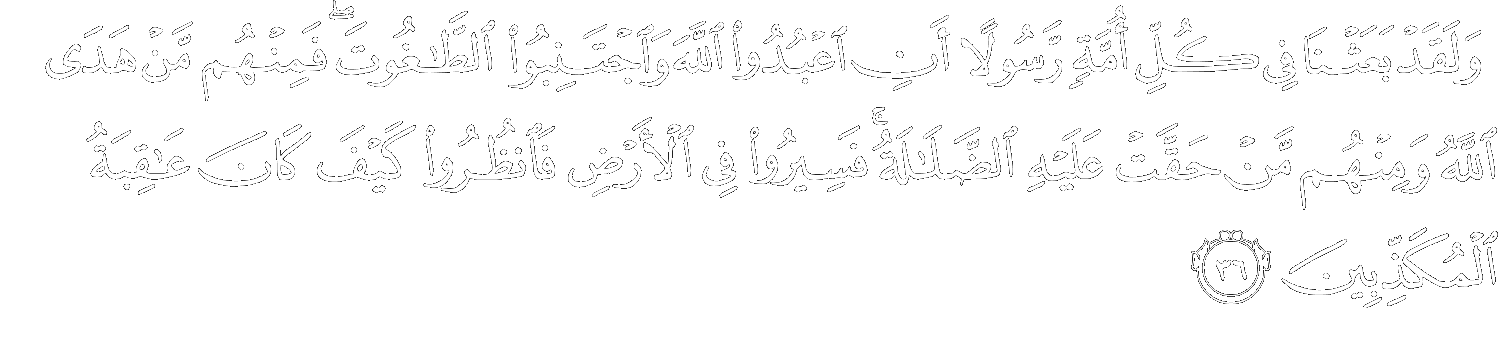 وَلَقَدْ بَعَثْنَا فِى كُلِّ أُمَّةٍ رَّسُولًا أَنِ ٱعْبُدُوا۟ ٱللَّهَ وَٱجْتَنِبُوا۟ ٱلطَّـٰغُوتَ ۖ فَمِنْهُم مَّنْ هَدَى
ٱللَّهُ وَمِنْهُم مَّنْ حَقَّتْ عَلَيْهِ ٱلضَّلَـٰلَةُ ۚ فَسِيرُوا۟ فِى ٱلْأَرْضِ فَٱنظُرُوا۟ كَيْفَ كَانَ عَـٰقِبَةُ
ٱلْمُكَذِّبِينَ ٣٦